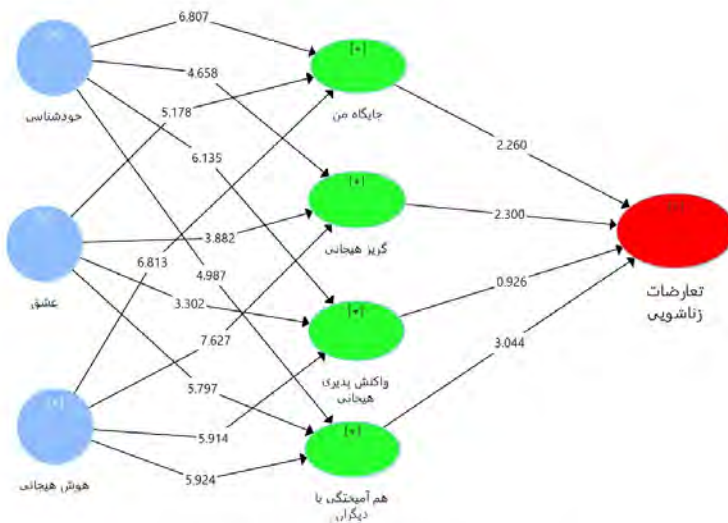 6.807
[+]
4.658
خودشناسی
5.178
جایگاه من
6.135
2.260
[+]
3.882
گریز هیجانی
2.300
6.813
4.987
عشق
3.302
0.926
تعارضات
زناشویی
7.627
[+]
واکنش پذیری
هیجانی
3.044
5.797
[+]
5.914
[+]
5.924
هوش هیجانی
هم آمیختگی با
دیگران